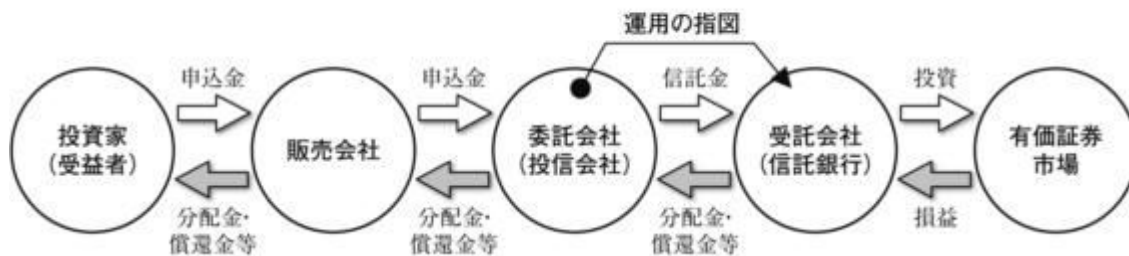 運用の指図
申込金
申込金
信託金
投資
投資家
（受益者）
販売会社
委託会社
（投信会社）
受託会社
（信託銀行）
有価証券
市場
分配金・
償還金等
分配金・
償還金等
分配金・
償還金等
損益